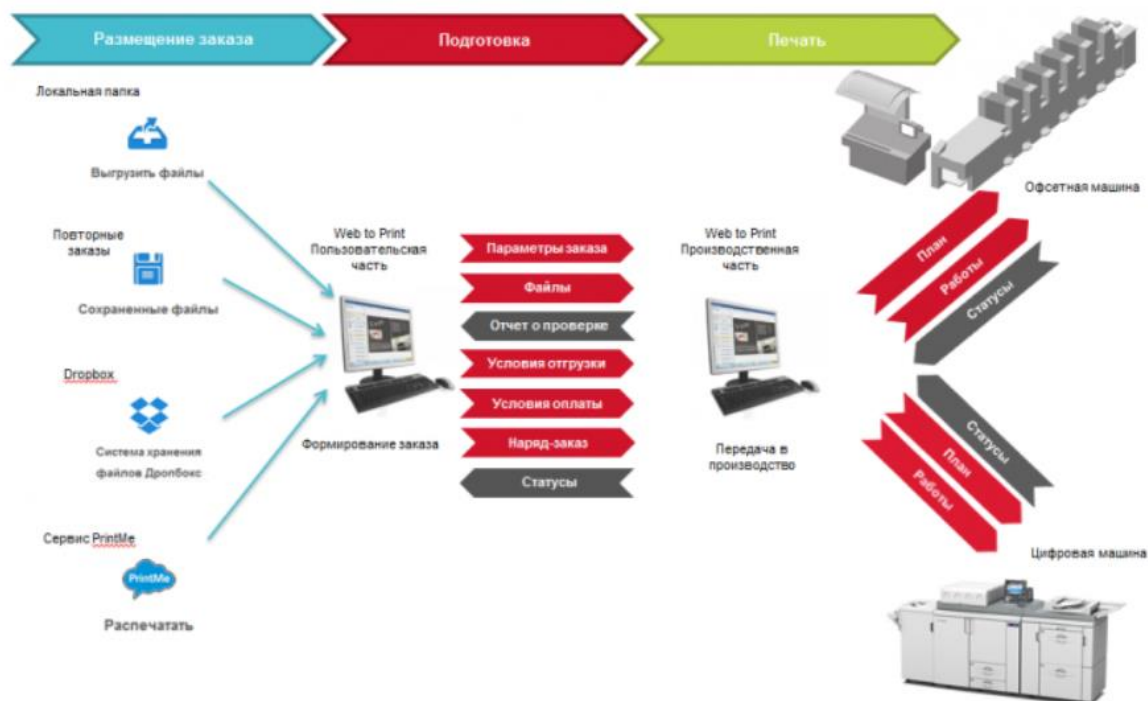 Размещение заказа
Подготовка
Печать
Локальная папка
Выгрузить файлы
Повторные
заказы
Сохраненные файлы
Dropbox
Система хранения
файлов Дропбокс
Сервис PrintMe
PrintMe
Распечатать
Web to Print
Пользовательская
часть
Формирование заказа
Параметры заказа
Файлы
Отчет о проверке
Условия отгрузки
Условия оплаты
Наряд-заказ
Статусы
Web to Print
Производственная
часть
Передача в
производство
Офсетная машина
План
Работы
Статусы
Статусы
План
Работы
Цифровая машина